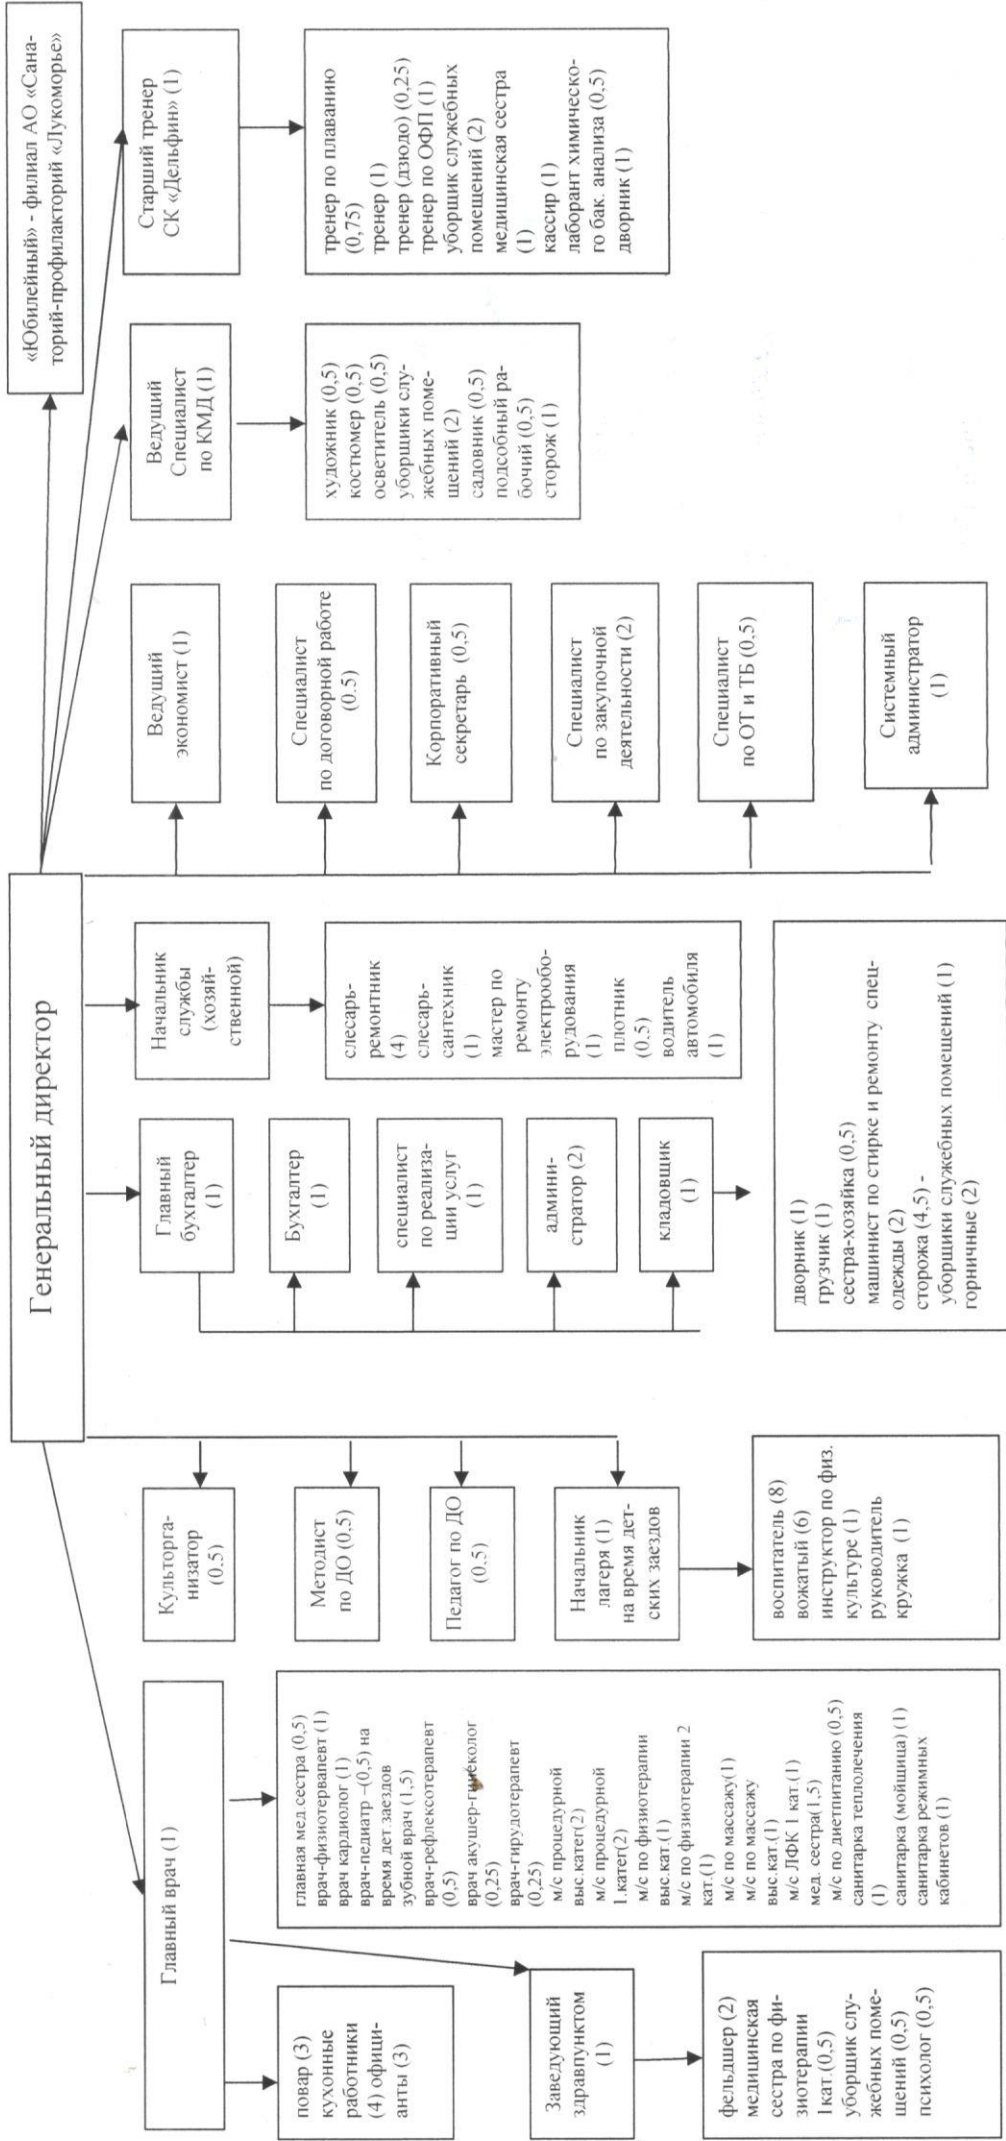 Генеральный директор
«Юбилейный» - филиал АО «Сана-
торий-профилакторий «Лукоморье»
Главный врач (1)
повар (3)
кухонные
работники
(4) офици-
анты (3)
Заведующий
здравпунктом
(1)
фельдшер (2)
медицинская
сестра по фи-
зиотерапии
1кат.(0,5)
уборщик слу-
жебных поме-
щений (0,5)
психолог (0,5)
главная мед.сестра (0,5)
врач-физиотервапевт (1)
врач кардиолог (1)
врач-педиатр –(0,5) на
время дет заездов
зубной врач (1,5)
врач-рефлексотерапевт
(0,5)
врач акушер-гинеколог
(0,25)
врач-гирудотерапевт
(0,25)
м/с процедурной
выс.катег(2)
м/с процедурной
1.катег(2)
м/с по физиотерапии
выс.кат.(1)
м/с по физиотерапии 2
кат.(1)
м/с по массажу(1)
м/с по массажу
выс.кат.(1)
м/с ЛФК 1 кат.(1)
мед. сестра(1,5)
м/с по диетпитанию (0,5)
санитарка теплолечения
(1)
санитарка (мойщица) (1)
санитарка режимных
кабинетов (1)
Культорга-
низатор
(0.5)
Методист
по ДО (0,5)
Педагог по ДО
(0.5)
Начальник
лагеря (1)
на время дет-
ских заездов
воспитатель (8)
вожатый (6)
инструктор по физ.
культуре (1)
руководитель
кружка (1)
Главный
бухгалтер
(1)
Бухгалтер
(1)
специалист
по реализа-
ции услуг
(1)
админи-
стратор (2)
кладовщик
(1)
дворник (1)
грузчик (1)
сестра-хозяйка (0,5)
машинист по стирке и ремонту спец-
одежды (2)
сторожа (4,5) -
уборщики служебных помещений (1)
горничные (2)
Начальник
службы
(хозяй-
ственной)
слесарь-
ремонтник
(4)
слесарь-
сантехник
(1)
мастер по
ремонту
электрообо-
рудования
(1)
плотник
(0.5)
водитель
автомобиля
(1)
Ведущий
экономист (1)
Специалист
по договорной работе
(0.5)
Корпоративный
секретарь (0,5)
Специалист
по закупочной
деятельности (2)
Специалист
по ОТ и ТБ (0.5)
Системный
администратор
(1)
Ведущий
Специалист
по КМД (1)
художник (0,5)
костюмер (0,5)
осветитель (0,5)
уборщики слу-
жебных поме-
щений (2)
садовник (0,5)
подсобный ра-
бочий (0,5)
сторож (1)
Старший тренер
СК «Дельфин» (1)
тренер по плаванию
(0,75)
тренер (1)
тренер (дзюдо) (0,25)
тренер по ОФП (1)
уборщик служебных
помещений (2)
медицинская сестра
(1)
кассир (1)
лаборант химическо-
го бак. анализа (0,5)
дворник (1)